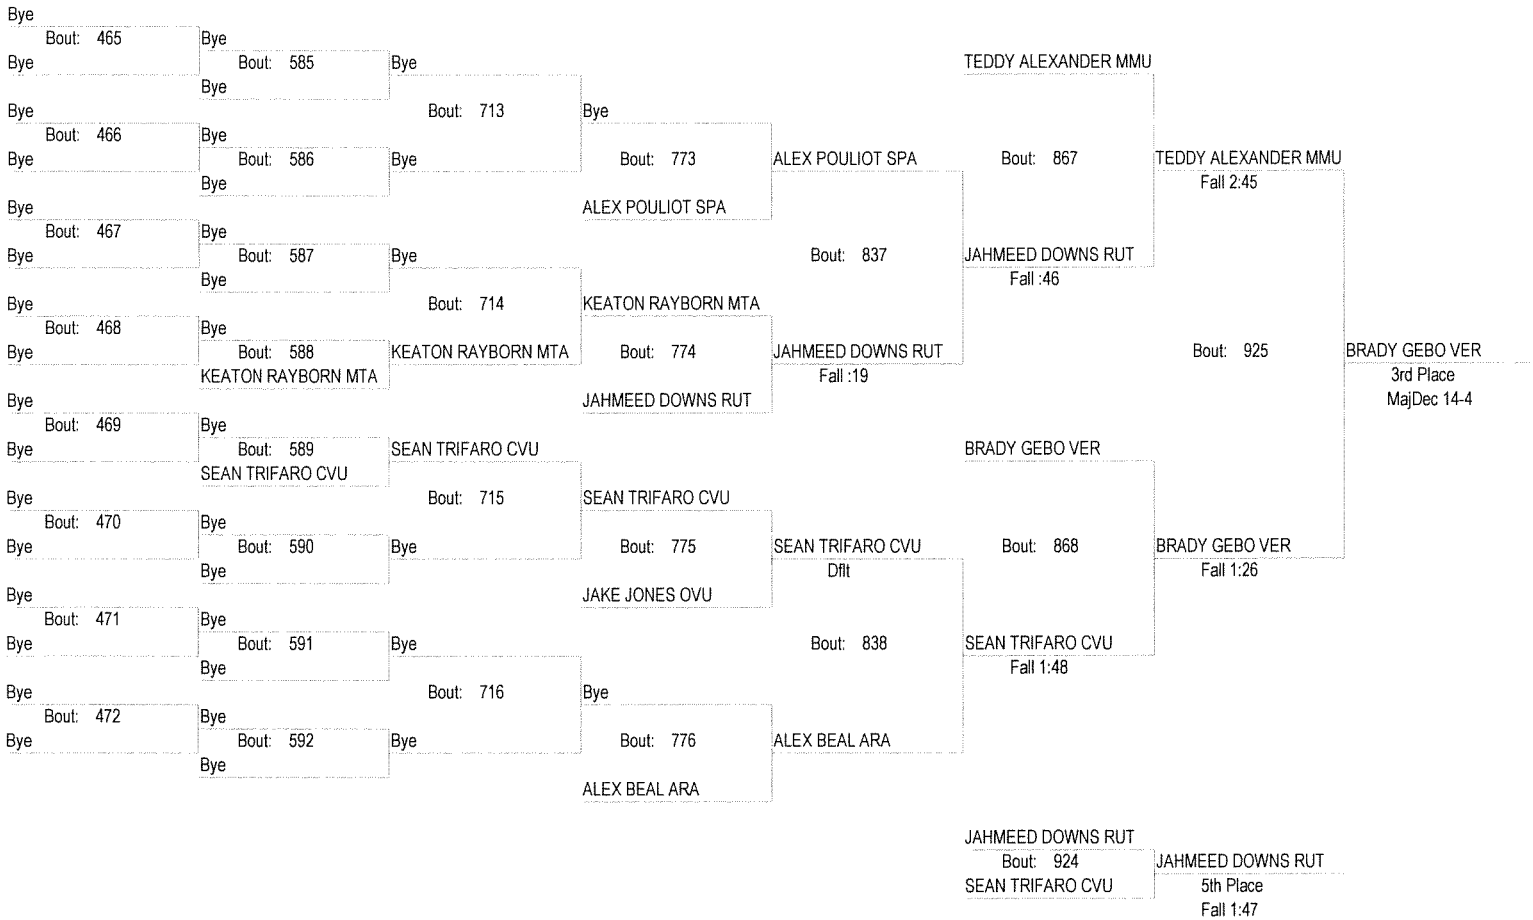 Bye
Bout: 465
Bye
Bye
Bout: 466
Bye
Bye
Bout: 467
Bye
Bye
Bout: 468
Bye
Bye
Bout: 469
Bye
Bye
Bout: 470
Bye
Bye
Bout: 471
Bye
Bye
Bout: 472
Bye
Bye
Bout: 585
Bye
Bye
Bout: 586
Bye
Bye
Bout: 587
Bye
Bye
Bout: 588
KEATON RAYBORN MTA
Bye
Bout: 589
SEAN TRIFARO CVU
Bye
Bout: 590
Bye
Bye
Bout: 591
Bye
Bye
Bout: 592
Bye
Bye
Bout: 713
Bye
Bye
Bout: 714
KEATON RAYBORN MTA
SEAN TRIFARO CVU
Bout: 715
Bye
Bye
Bout: 716
Bye
Bye
Bout: 773
ALEX POULIOT SPA
KEATON RAYBORN MTA
Bout: 774
JAHMEED DOWNS RUT
SEAN TRIFARO CVU
Bout: 775
JAKE JONES OVU
Bye
Bout: 776
ALEX BEAL ARA
ALEX POULIOT SPA
Bout: 837
JAHMEED DOWNS RUT
Fall :19
SEAN TRIFARO CVU
Dflt
Bout: 838
ALEX BEAL ARA
TEDDY ALEXANDER MMU
Bout: 867
JAHMEED DOWNS RUT
Fall :46
BRADY GEBO VER
Bout: 868
SEAN TRIFARO CVU
Fall 1:48
TEDDY ALEXANDER MMU
Fall 2:45
Bout: 925
BRADY GEBO VER
Fall 1:26
BRADY GEBO VER
3rd Place
MajDec 14-4
JAHMEED DOWNS RUT
Bout: 924
SEAN TRIFARO CVU
JAHMEED DOWNS RUT
5th Place
Fall 1:47